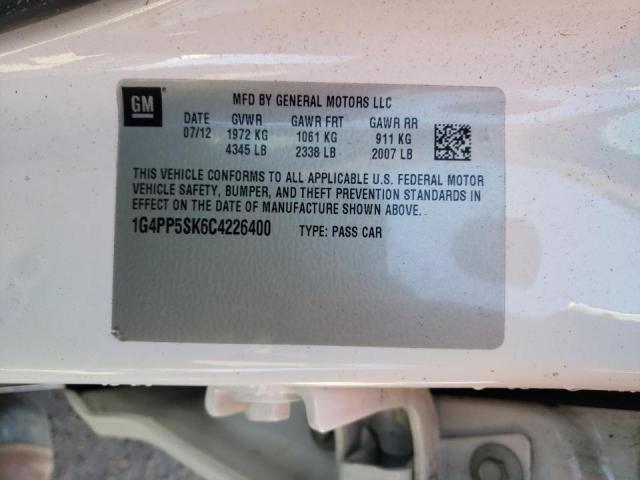 GM
MFD BY GENERAL MOTORS LLC
DATE GVWR GAWR FRT GAWR RR
07/12 1972 KG 1061 KG 911 KG
4345 LB 2338 LB 2007 LB
THIS VEHICLE CONFORMS TO ALL APPLICABLE U.S. FEDERAL MOTOR
VEHICLE SAFETY, BUMPER, AND THEFT PREVENTION STANDARDS
IN EFFECT ON THE DATE OF MANUFACTURE SHOWN ABOVE.
1G4PP5SK6C4226400 TYPE: PASS CAR